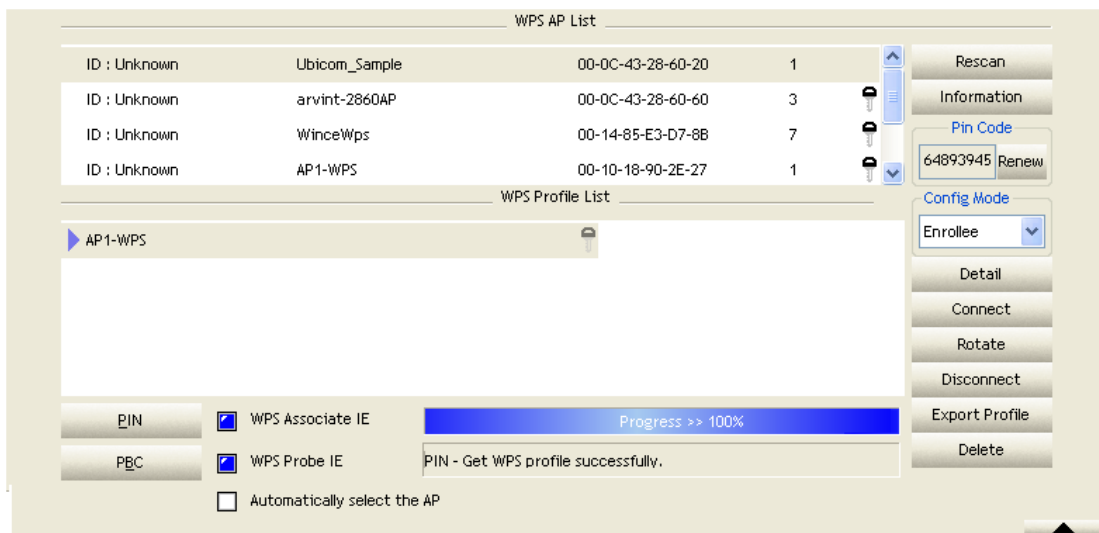 WPS AP List
ID : Unknown Ubicom_Sample 00-0C-43-28-60-20 1
ID : Unknown arvint-2860AP 00-0C-43-28-60-60 3
ID : Unknown WinceWps 00-14-85-E3-D7-8B 7
ID : Unknown AP1-WPS 00-10-18-90-2E-27 1
Rescan
Information
Pin Code
64893945 Renew
Config Mode
Enrollee
WPS Profile List
AP1-WPS
Detail
Connect
Rotate
Disconnect
Export Profile
Delete
PIN
WPS Associate IE
Progress >> 100%
PBC
WPS Probe IE
PIN - Get WPS profile successfully.
Automatically select the AP